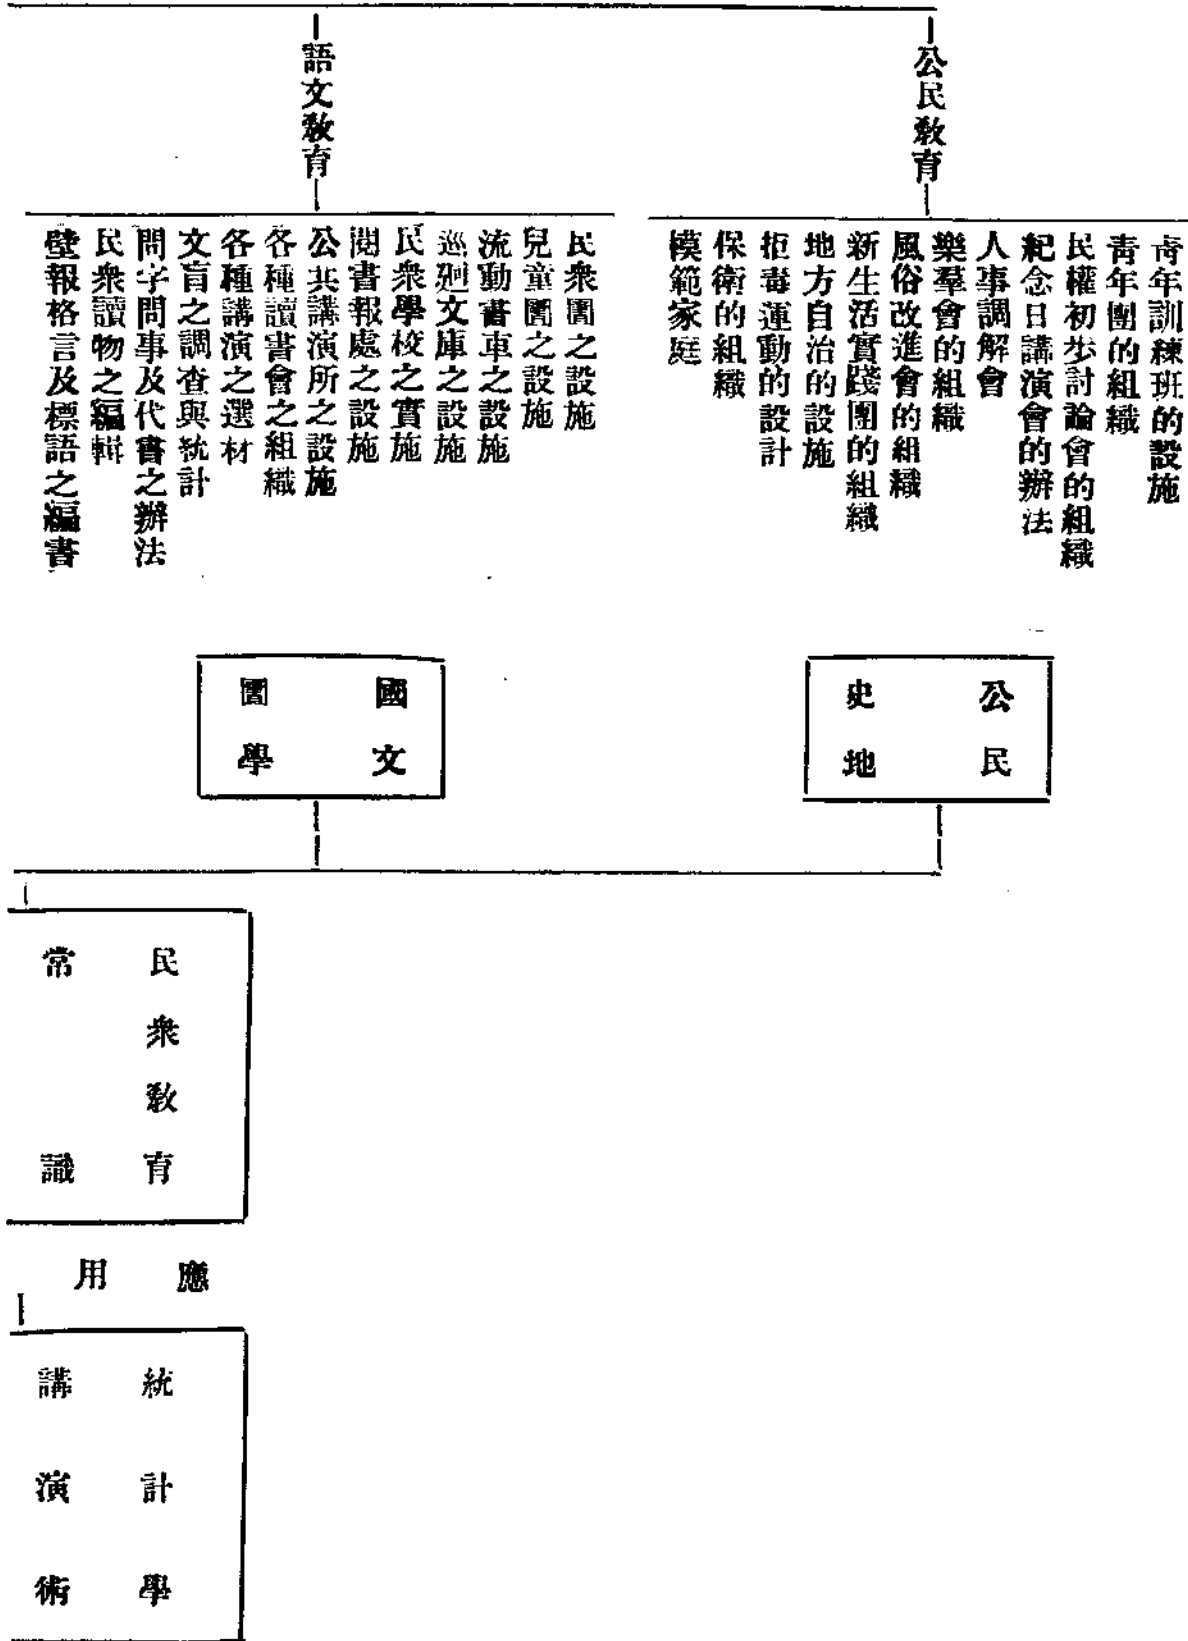 公民敎育
靑年訓練班的設施
靑年團的組織
民權初步討論會的組織
紀念日講演會的辦法
人事調解會
樂羣會的組織
風俗改進會的組織
新生活實踐團的組織
地方自治的設施
拒毒運動的設計
保衛的組織
模範家庭
語文敎育
民衆圕之設施
兒童圕之設施
流動書車之設施
巡廻文庫之設施
民衆學校之實施
閱書報處之設施
公共講演所之設施
各種讀書會之組織
各種講演之選材
文盲之調查與統計
問字問事及代書之辦法
民衆讀物之編輯
壁報格言及標語之編書
公民
史地
國文
圕學
民衆敎育
常識
應用
統計學
講演術